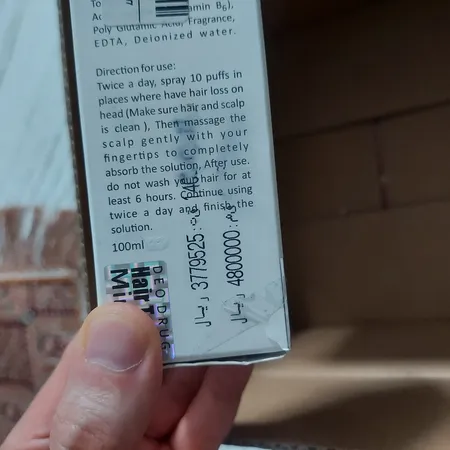 amin B₆),
Poly Glutamic Acid, Fragrance,
EDTA, Deionized water.
Direction for use:
Twice a day, spray 10 puffs in
places where have hair loss on
head (Make sure hair and scalp
is clean ), Then massage the
scalp gently with your
fingertips to completely
absorb the solution, After use.
do not wash your hair for at
least 6 hours. Continue using
twice a day and finish the
solution.
100ml
3779525 ریال
4800000 ریال
DEODRUG
Hair